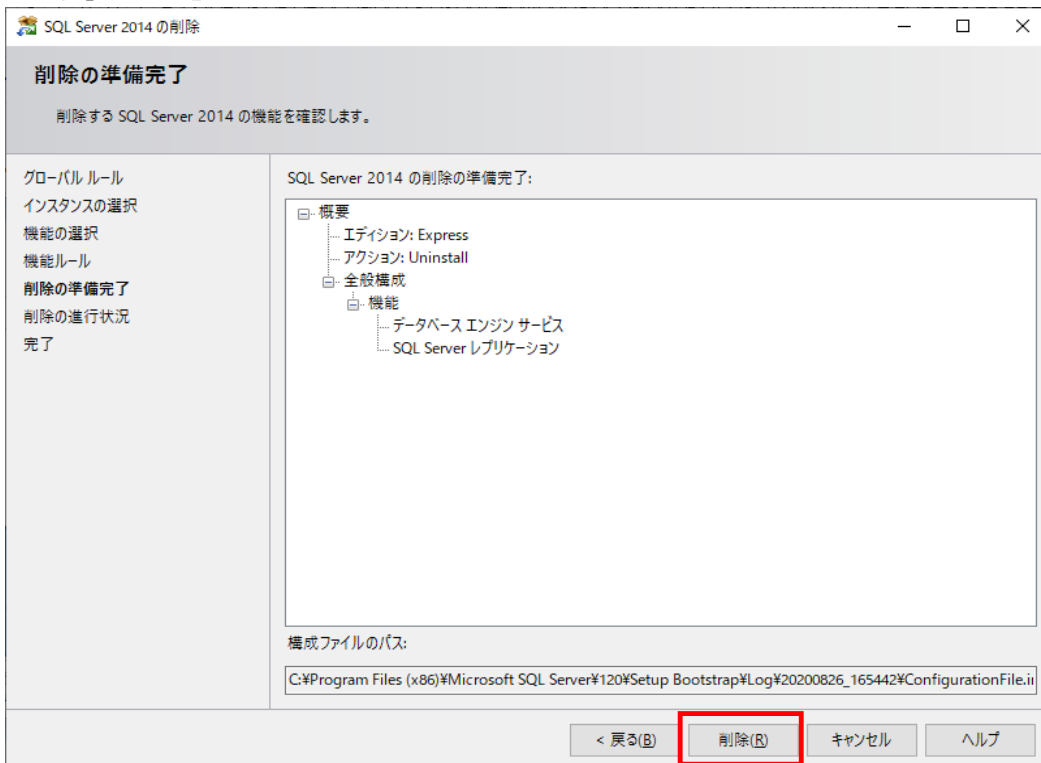 SQL Server 2014 の削除
削除の準備完了
削除する SQL Server 2014 の機能を確認します。
グローバル ルール
インスタンスの選択
機能の選択
機能ルール
削除の準備完了
削除の進行状況
完了
SQL Server 2014 の削除の準備完了:
概要
エディション: Express
アクション: Uninstall
全般構成
機能
データベース エンジン サービス
SQL Server レプリケーション
構成ファイルのパス:
C:¥Program Files (x86)¥Microsoft SQL Server¥120¥Setup Bootstrap¥Log¥20200826_165442¥ConfigurationFile.i
< 戻る(B)
削除(R)
キャンセル
ヘルプ